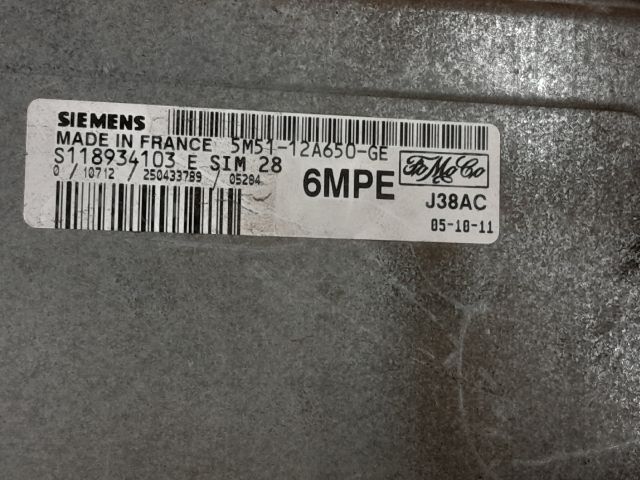 SIEMENS
MADE IN FRANCE 5M51-12A650-GE
S118934103 E SIM 28
FoMoCo
0 / 10712 / 250433789 / 05284
6MPE
J38AC
05-10-11